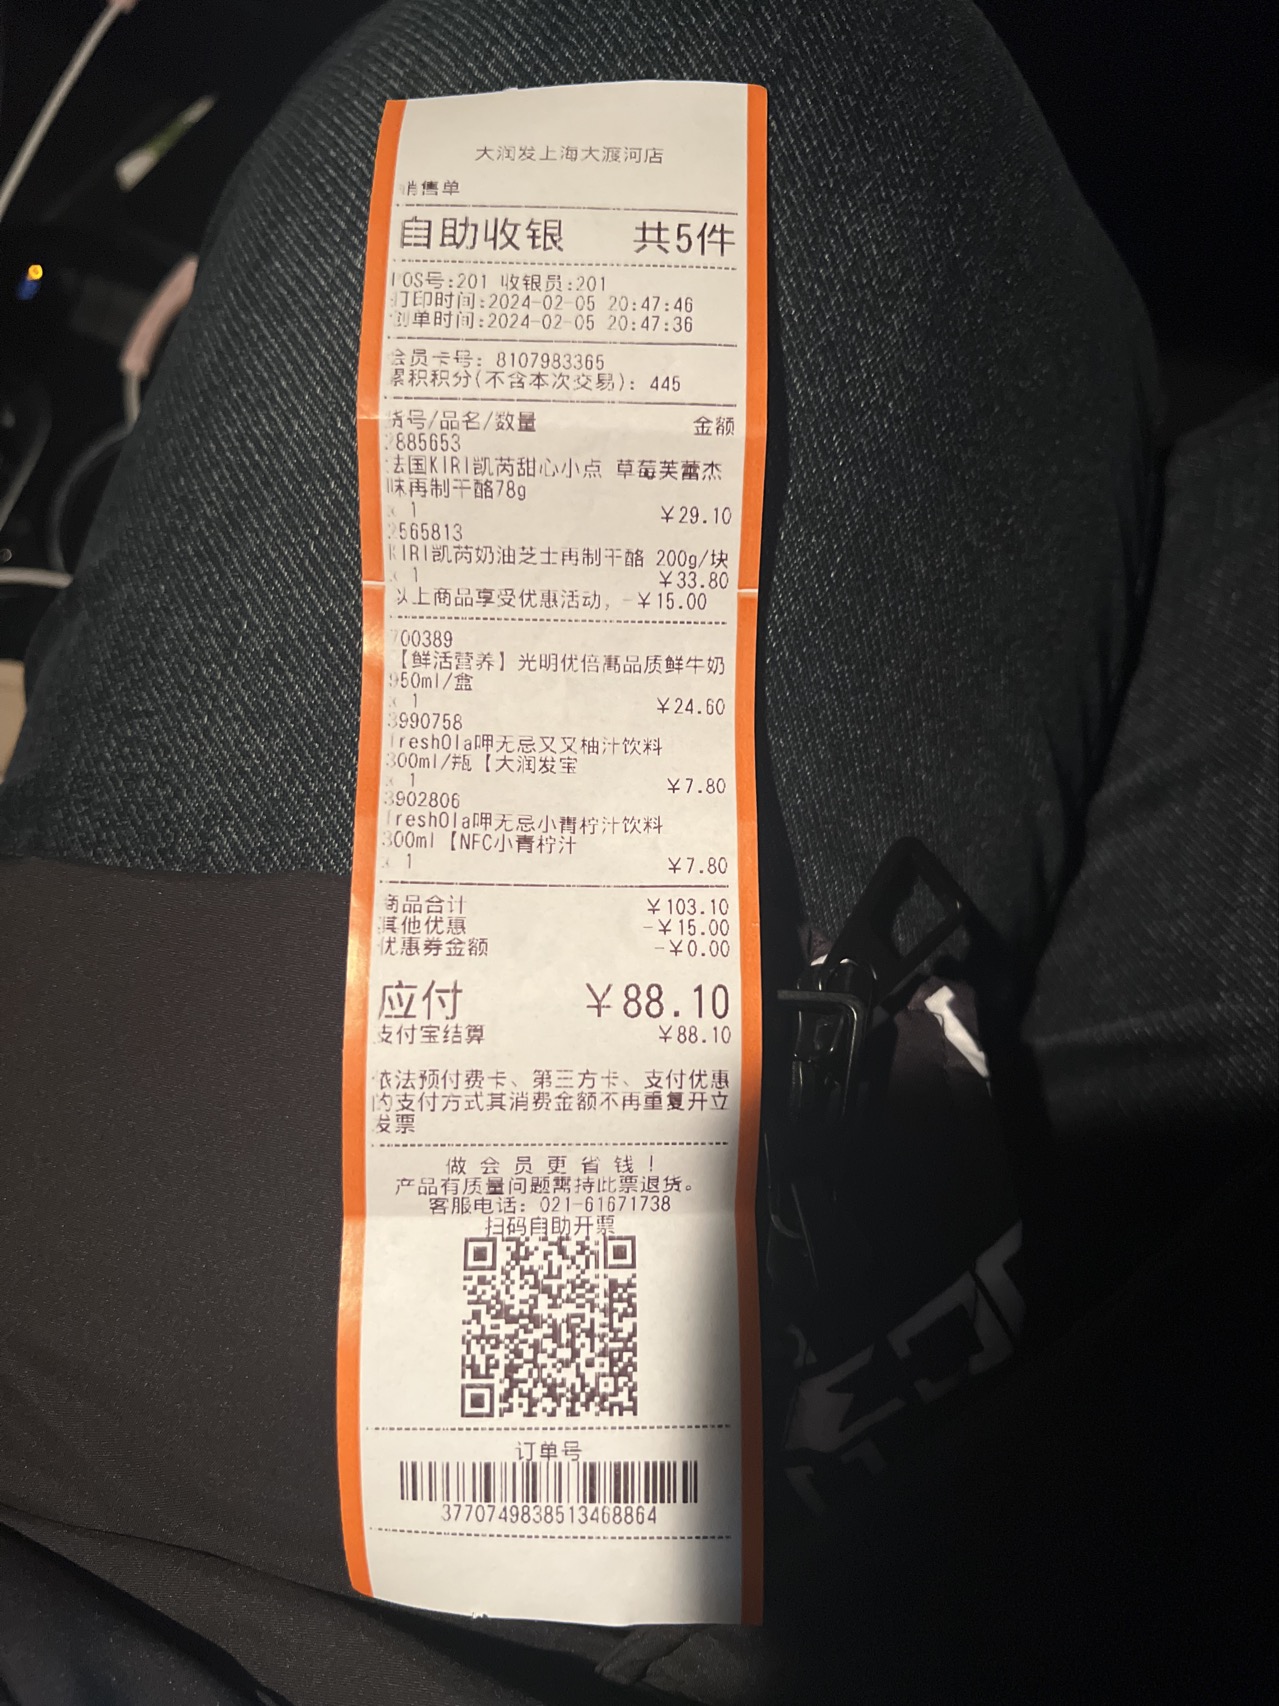 大润发上海大渡河店
销售单
自助收银 共5件
POS号:201 收银员:201
打印时间:2024-02-05 20:47:46
创单时间:2024-02-05 20:47:36
会员卡号: 8107983365
累积积分(不含本次交易): 445
货号/品名/数量 金额
2885653
法国KIRI凯芮甜心小点 草莓芙蕾杰
味再制干酪78g
x 1 ￥29.10
2565813
KIRI凯芮奶油芝士再制干酪 200g/块
x 1 ￥33.80
以上商品享受优惠活动, -￥15.00
700389
【鲜活营养】光明优倍高品质鲜牛奶
950ml/盒
x 1 ￥24.60
3990758
freshOla呷无忌又又柚汁饮料
300ml/瓶【大润发宝
x 1 ￥7.80
3902806
freshOla呷无忌小青柠汁饮料
300ml【NFC小青柠汁
x 1 ￥7.80
商品合计 ￥103.10
其他优惠 -￥15.00
优惠券金额 -￥0.00
应付 ￥88.10
支付宝结算 ￥88.10
依法预付费卡、第三方卡、支付优惠
的支付方式其消费金额不再重复开立
发票
做会员更省钱!
产品有质量问题需持此票退货。
客服电话: 021-61671738
扫码自助开票
订单号
3770749838513468864